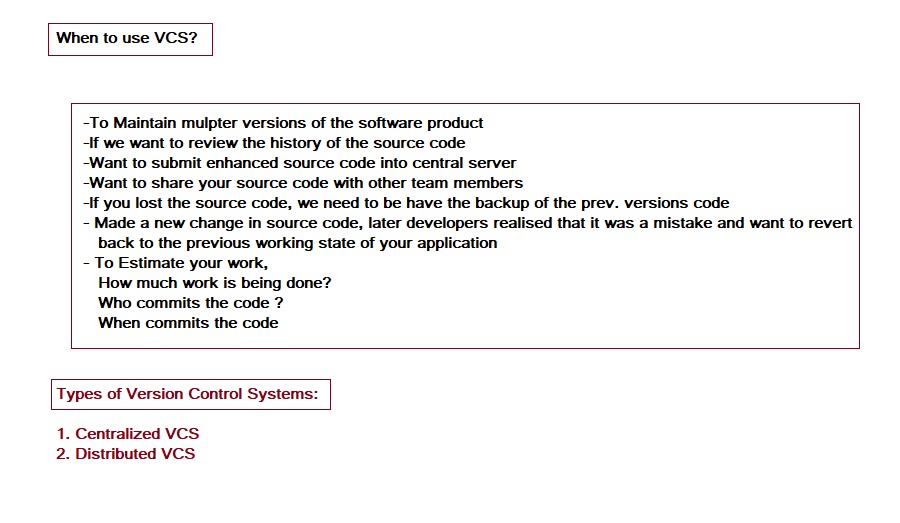 When to use VCS?
-To Maintain mulpter versions of the software product
-If we want to review the history of the source code
-Want to submit enhanced source code into central server
-Want to share your source code with other team members
-If you lost the source code, we need to be have the backup of the prev. versions code
- Made a new change in source code, later developers realised that it was a mistake and want to revert
back to the previous working state of your application
- To Estimate your work,
How much work is being done?
Who commits the code ?
When commits the code
Types of Version Control Systems:
1. Centralized VCS
2. Distributed VCS